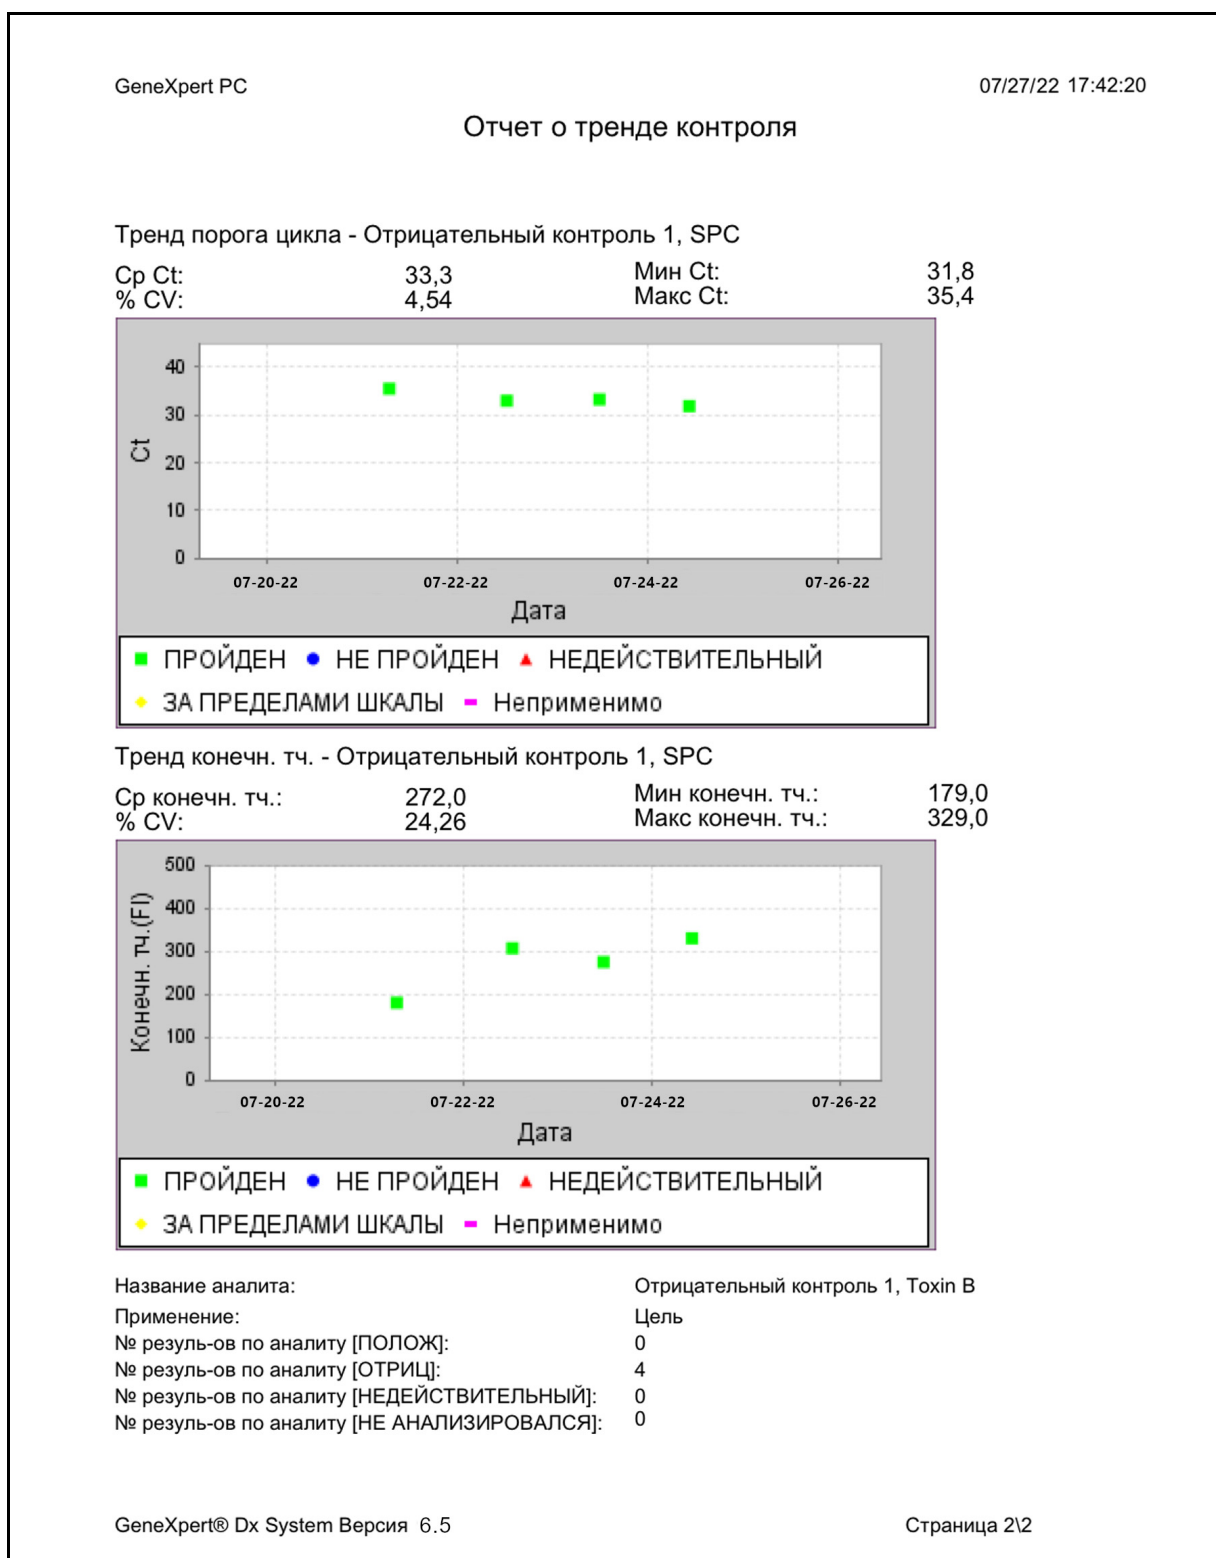 GeneXpert PC 07/27/22 17:42:20
Отчет о тренде контроля
Тренд порога цикла - Отрицательный контроль 1, SPC
Ср Ct: 33,3 Мин Ct: 31,8
% CV: 4,54 Макс Ct: 35,4
40
30
20
10
0
Ct
07-20-22 07-22-22 07-24-22 07-26-22
Дата
ПРОЙДЕН НЕ ПРОЙДЕН НЕДЕЙСТВИТЕЛЬНЫЙ
ЗА ПРЕДЕЛАМИ ШКАЛЫ Неприменимо
Тренд конечн. тч. - Отрицательный контроль 1, SPC
Ср конечн. тч.: 272,0 Мин конечн. тч.: 179,0
% CV: 24,26 Макс конечн. тч.: 329,0
500
400
300
200
100
0
Конечн. тч.(Fl)
07-20-22 07-22-22 07-24-22 07-26-22
Дата
ПРОЙДЕН НЕ ПРОЙДЕН НЕДЕЙСТВИТЕЛЬНЫЙ
ЗА ПРЕДЕЛАМИ ШКАЛЫ Неприменимо
Название аналита: Отрицательный контроль 1, Toxin B
Применение: Цель
№ резуль-ов по аналиту [ПОЛОЖ]: 0
№ резуль-ов по аналиту [ОТРИЦ]: 4
№ резуль-ов по аналиту [НЕДЕЙСТВИТЕЛЬНЫЙ]: 0
№ резуль-ов по аналиту [НЕ АНАЛИЗИРОВАЛСЯ]: 0
GeneXpert® Dx System Версия 6.5 Страница 2\2